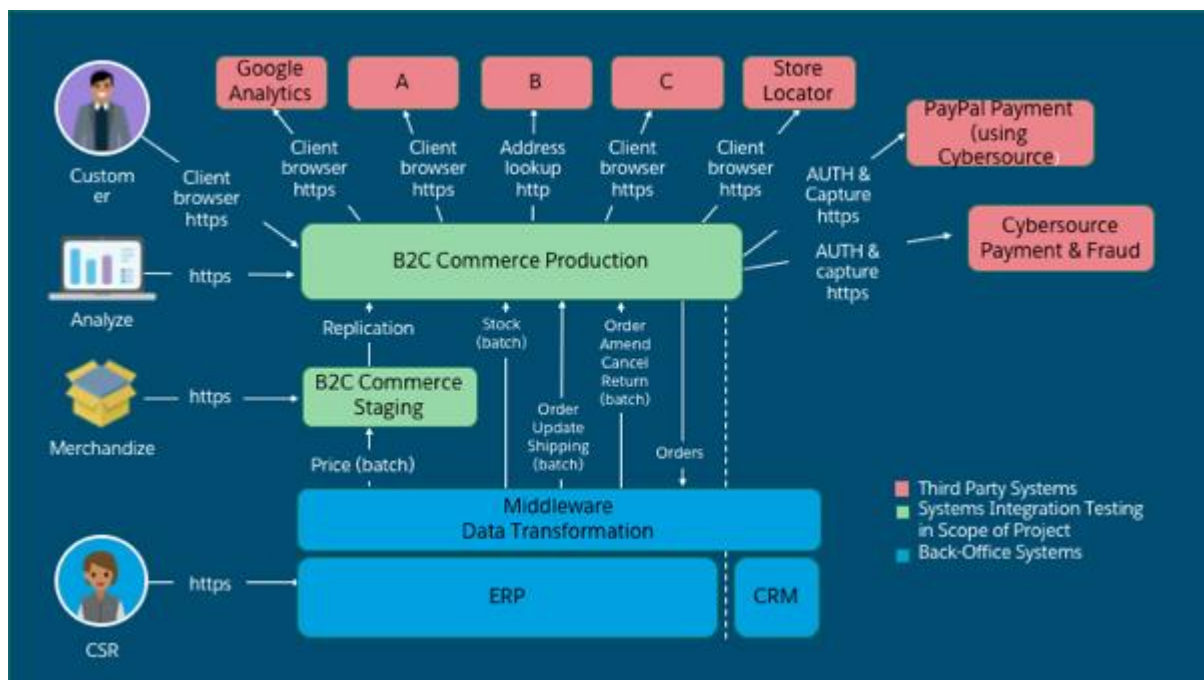 Google
Analytics
A
B
C
Store
Locator
PayPal Payment
(using
Cybersource)
Custom
er
Client
browser
https
Client
browser
https
Client
browser
https
Address
lookup
http
Client
browser
https
Client
browser
https
AUTH &
Capture
https
Cybersource
Payment & Fraud
AUTH &
capture
https
B2C Commerce Production
https
Analyze
Replication
Stock
(batch)
Order
Amend
Cancel
Return
(batch)
B2C Commerce
Staging
https
Merchandize
Order
Update
Shipping
(batch)
Orders
Price (batch)
Middleware
Data Transformation
Third Party Systems
Systems Integration Testing
in Scope of Project
Back-Office Systems
https
ERP
CRM
CSR